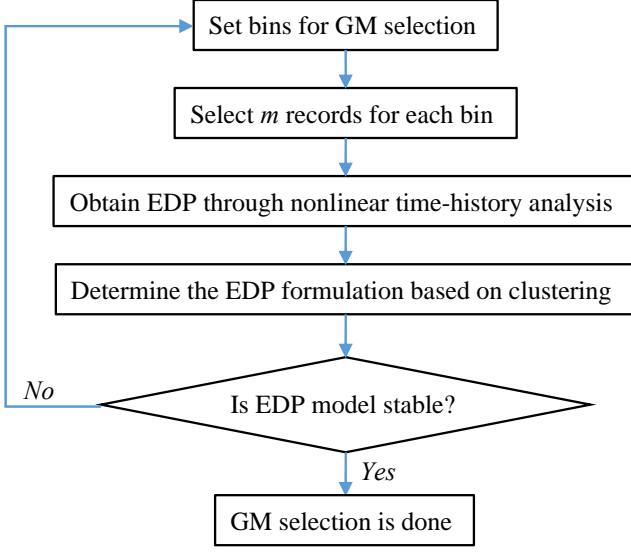 Set bins for GM selection
Select m records for each bin
Obtain EDP through nonlinear time-history analysis
Determine the EDP formulation based on clustering
No
Is EDP model stable?
Yes
GM selection is done